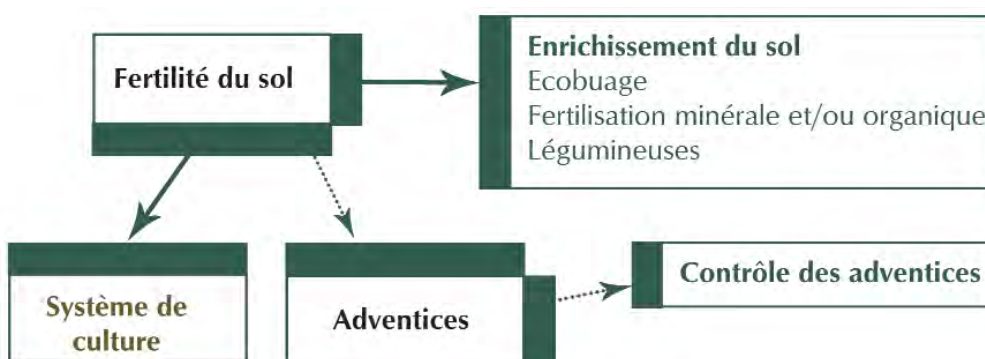 Fertilité du sol
Enrichissement du sol
Ecobuage
Fertilisation minérale et/ou organique
Légumineuses
Système de
culture
Adventices
Contrôle des adventices